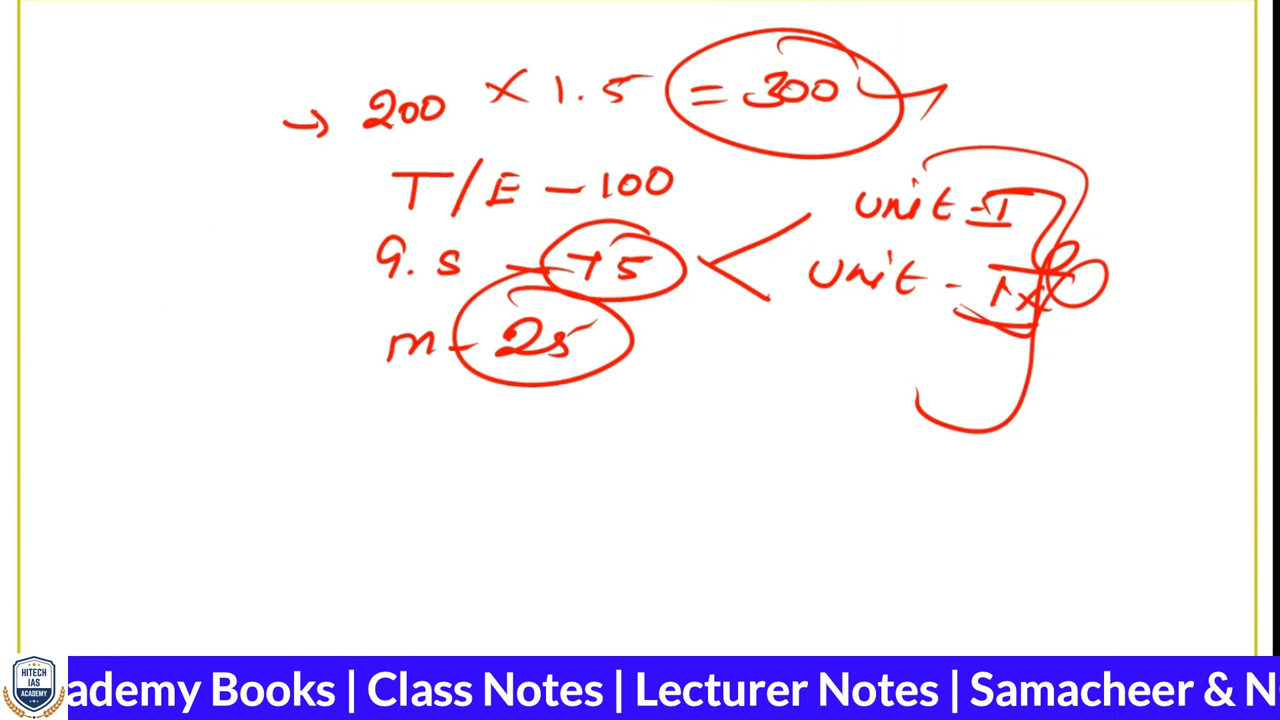 → 200 × 1.5 = 300
T/E - 100
G.S - 75
m - 25
unit - I
unit - IX
HITECH
IAS
ACADEMY
ademy Books | Class Notes | Lecturer Notes | Samacheer & N